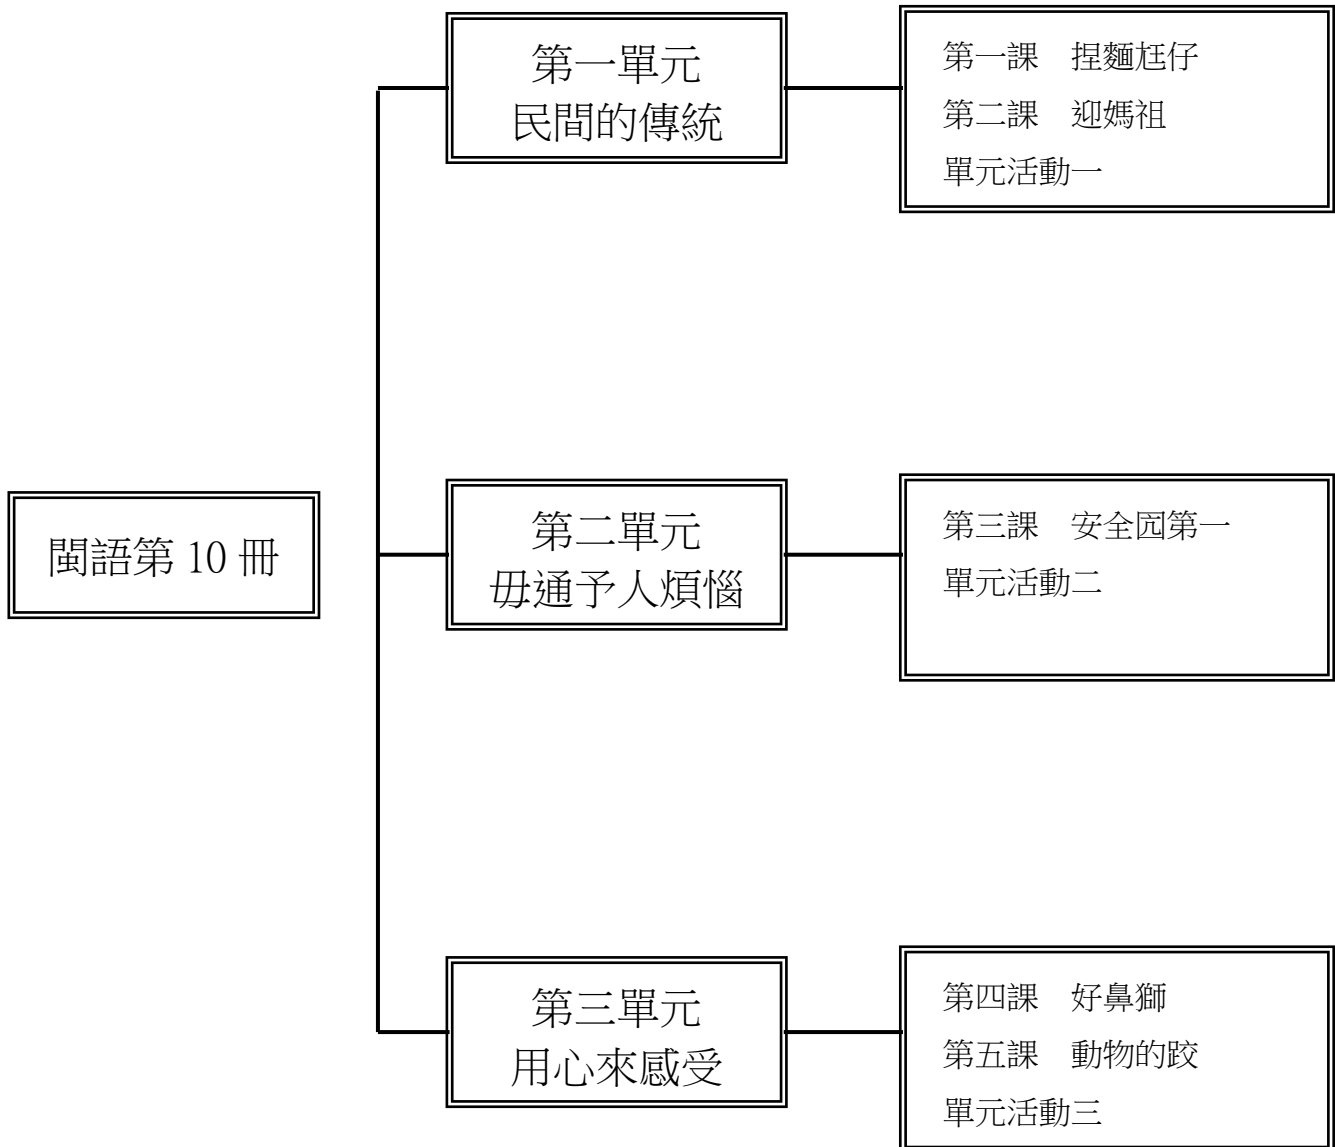 閩語第 10 冊
第一單元
民間的傳統
第一課　捏麵尪仔
第二課　迎媽祖
單元活動一
第二單元
毋通予人煩惱
第三課　安全囥第一
單元活動二
第三單元
用心來感受
第四課　好鼻獅
第五課　動物的跤
單元活動三